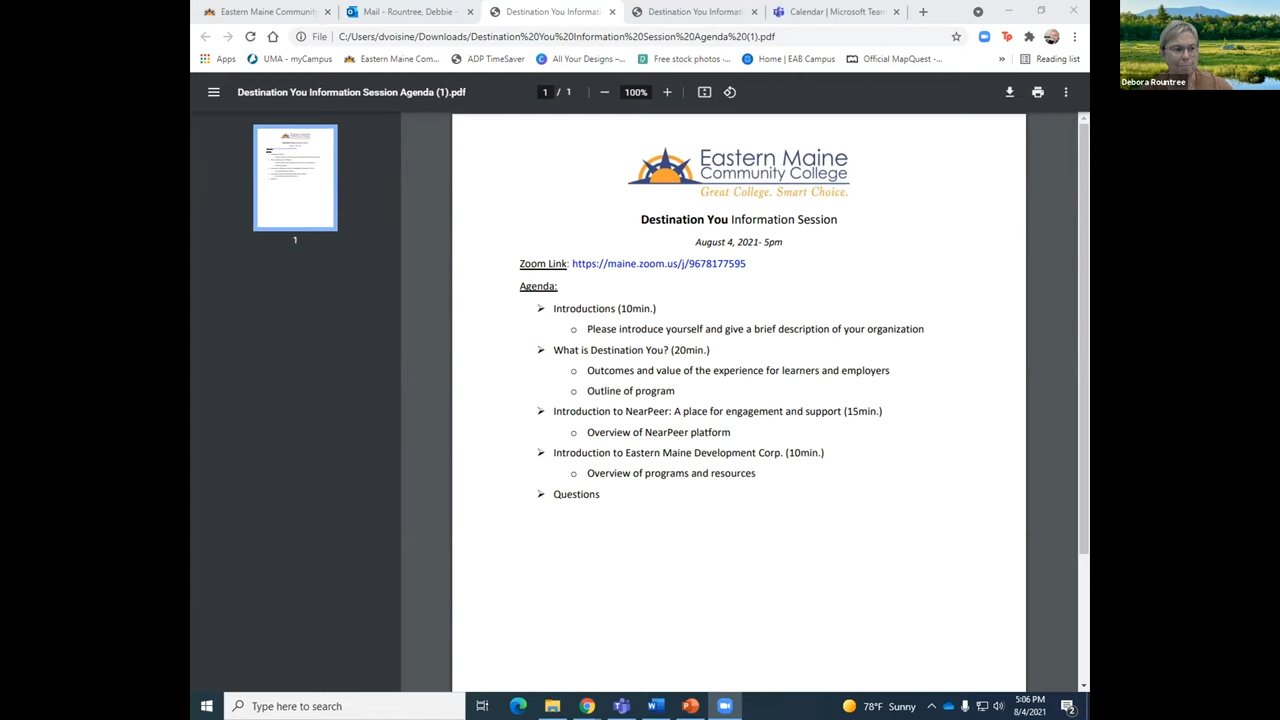 Eastern Maine Community
Mail - Rountree, Debbie -
Destination You Informati
Destination You Informati
Calendar | Microsoft Team
File
C:/Users/dvoisine/Downloads/Destination%20You%20Information%20Session%20Agenda%20(1).pdf
Apps
UMA - myCampus
Eastern Maine Com...
ADP TimeSaver
All Your Designs –...
Free stock photos -...
Home | EAB Campus
Official MapQuest -...
»
Reading list
Debora Rountree
Destination You Information Session Agenda (1).pdf
1 / 1
100%
1
Eastern Maine
Community College
Great College. Smart Choice.
Destination You Information Session
August 4, 2021- 5pm
Zoom Link: https://maine.zoom.us/j/9678177595
Agenda:
➢ Introductions (10min.)
o Please introduce yourself and give a brief description of your organization
➢ What is Destination You? (20min.)
o Outcomes and value of the experience for learners and employers
o Outline of program
➢ Introduction to NearPeer: A place for engagement and support (15min.)
o Overview of NearPeer platform
➢ Introduction to Eastern Maine Development Corp. (10min.)
o Overview of programs and resources
➢ Questions
Type here to search
78°F Sunny
5:06 PM
8/4/2021
2